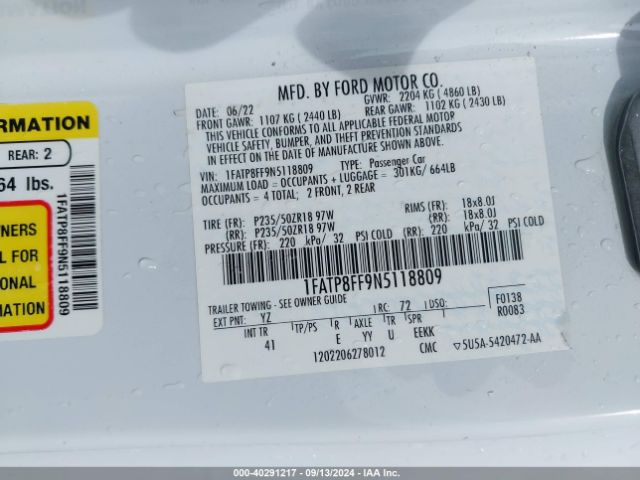 MFD. BY FORD MOTOR CO.
DATE: 06/22 GVWR: 2204 KG ( 4860 LB)
FRONT GAWR: 1107 KG ( 2440 LB) REAR GAWR: 1102 KG ( 2430 LB)
THIS VEHICLE CONFORMS TO ALL APPLICABLE FEDERAL MOTOR
VEHICLE SAFETY, BUMPER, AND THEFT PREVENTION STANDARDS
IN EFFECT ON THE DATE OF MANUFACTURE SHOWN ABOVE.
VIN: 1FATP8FF9N5118809 TYPE: Passenger Car
MAXIMUM LOAD = OCCUPANTS + LUGGAGE = 301KG/ 664LB
OCCUPANTS = 4 TOTAL; 2 FRONT, 2 REAR
TIRE (FR): P235/50ZR18 97W RIMS (FR): 18x8.0J
(RR): P235/50ZR18 97W (RR): 18x8.0J
PRESSURE (FR): 220 kPa/ 32 PSI COLD (RR): 220 kPa/ 32 PSI COLD
1FATP8FF9N5118809
TRAILER TOWING - SEE OWNER GUIDE
EXT PNT: YZ RC: 72 DSO: F0138
R0083
INT TR TP/PS R AXLE TR SPR
41 E YY U EEKK
1202206278012 CMC ▽5U5A-5420472-AA
ORMATION
REAR: 2
64 lbs.
WNERS
FOR
ONAL
MATION
1FATP8FF9N5118809
000-40291217 - 09/13/2024 - IAAI.COM